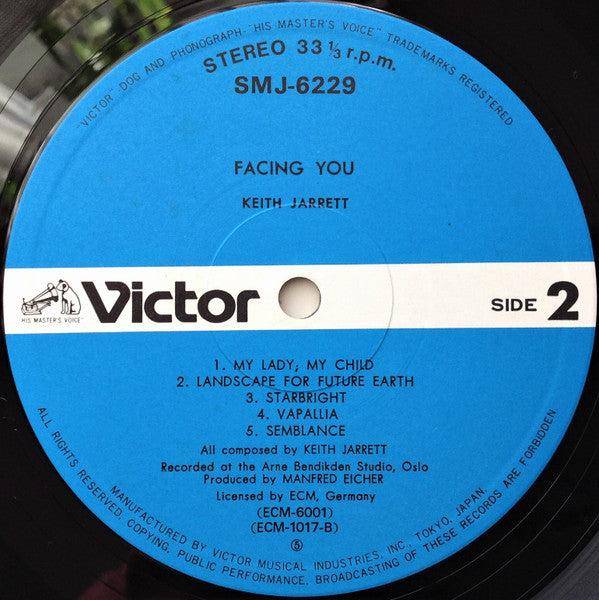 "VICTOR" DOG AND PHONOGRAPH-"HIS MASTER'S VOICE" TRADEMARKS REGISTERED
STEREO 33 1/3 r.p.m.
SMJ-6229
FACING YOU
KEITH JARRETT
"HIS MASTER'S VOICE"
Victor
SIDE 2
1. MY LADY; MY CHILD
2. LANDSCAPE FOR FUTURE EARTH
3. STARBRIGHT
4. VAPALLIA
5. SEMBLANCE
All composed by KEITH JARRETT
Recorded at the Arne Bendikden Studio, Oslo
Produced by MANFRED EICHER
Licensed by ECM, Germany
(ECM-6001)
(ECM-1017-B)
⑤
MANUFACTURED BY VICTOR MUSICAL INDUSTRIES, INC. TOKYO, JAPAN
ALL RIGHTS RESERVED. COPYING, PUBLIC PERFORMANCE, BROADCASTING OF THESE RECORDS ARE FORBIDDEN